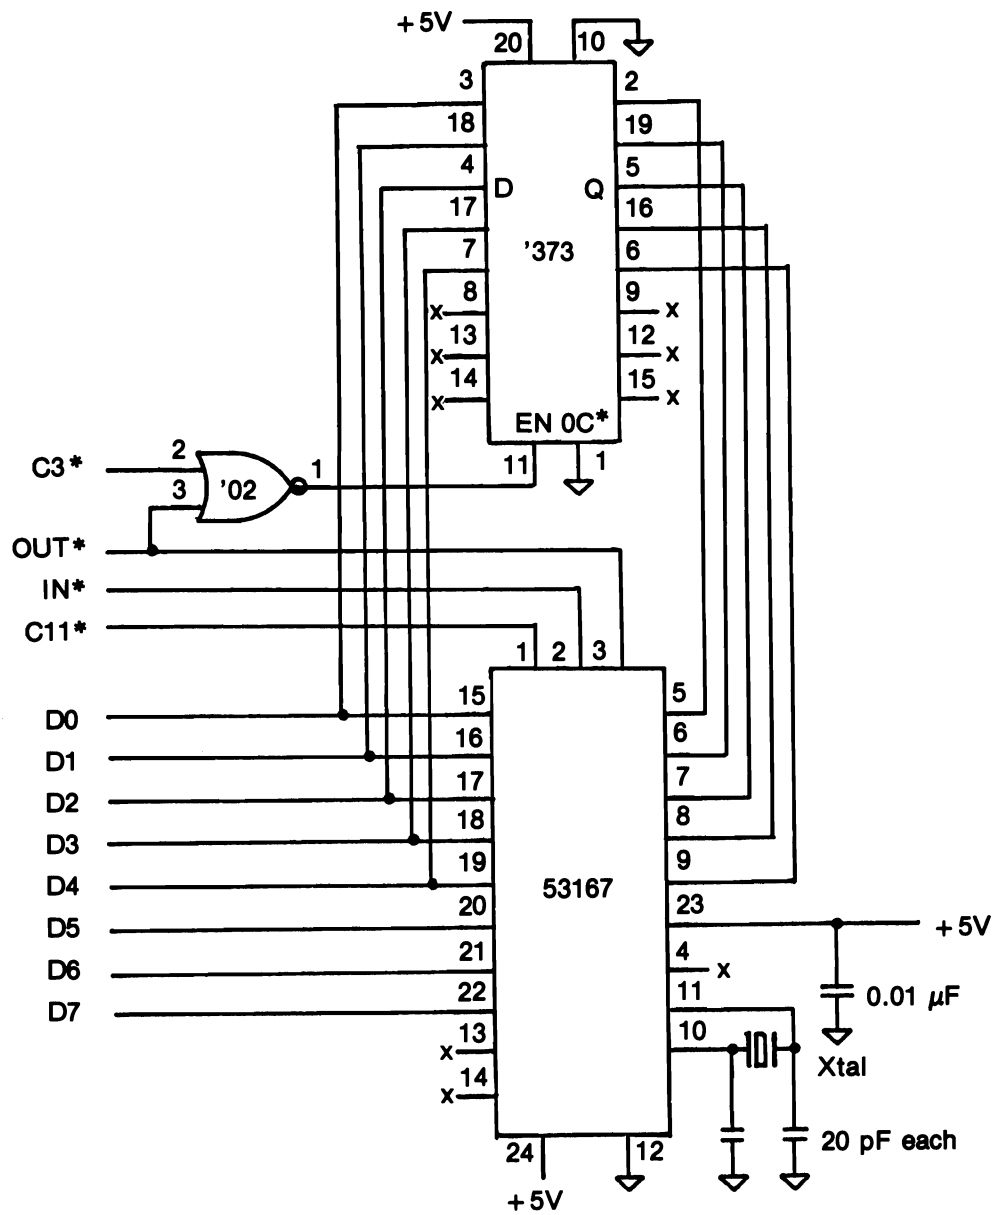 +5V
20 10
3 2
18 19
4 5
D Q
17 16
'373
7 6
8 9
x x
13 12
x x
14 15
x x
EN 0C*
11 1
C3* 2 1
3 '02
OUT*
IN*
C11*
1 2 3
15 5
D0
16 6
D1
17 7
D2
18 8
D3
19 9
D4
53167
20 23
D5 +5V
21 4
D6 x
22 11
D7 0.01 µF
13 10
x
Xtal
14
x
20 pF each
24 12
+5V